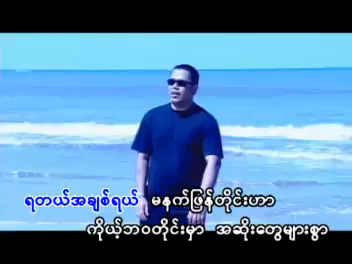 ရတယ်အချစ်ရယ် မနက်ဖြန်တိုင်းဟာ
ကိုယ့်ဘဝတိုင်းမှာ အဆိုးတွေများစွာ